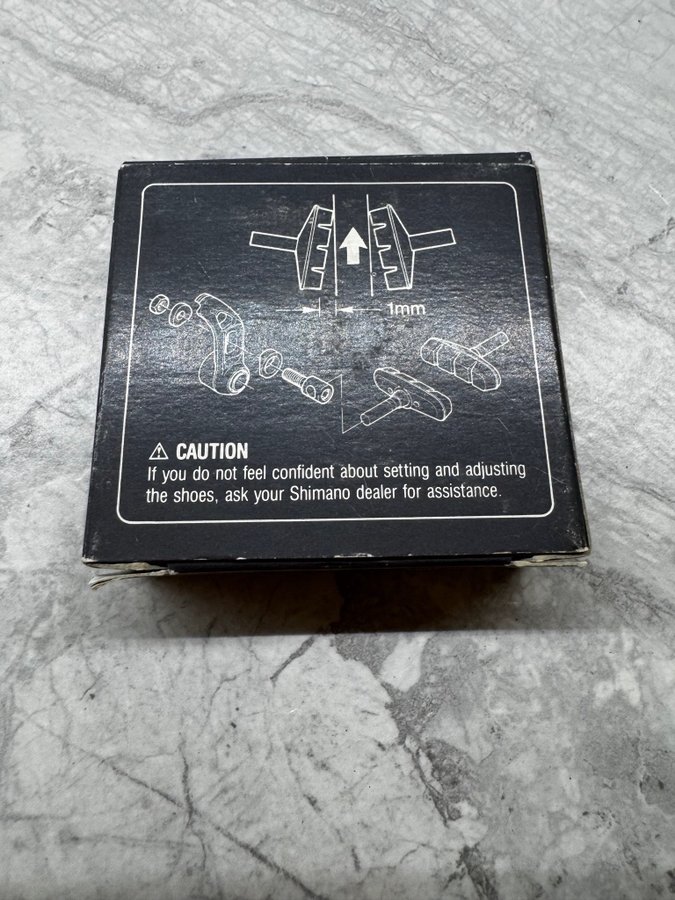 1mm
⚠ CAUTION
If you do not feel confident about setting and adjusting
the shoes, ask your Shimano dealer for assistance.